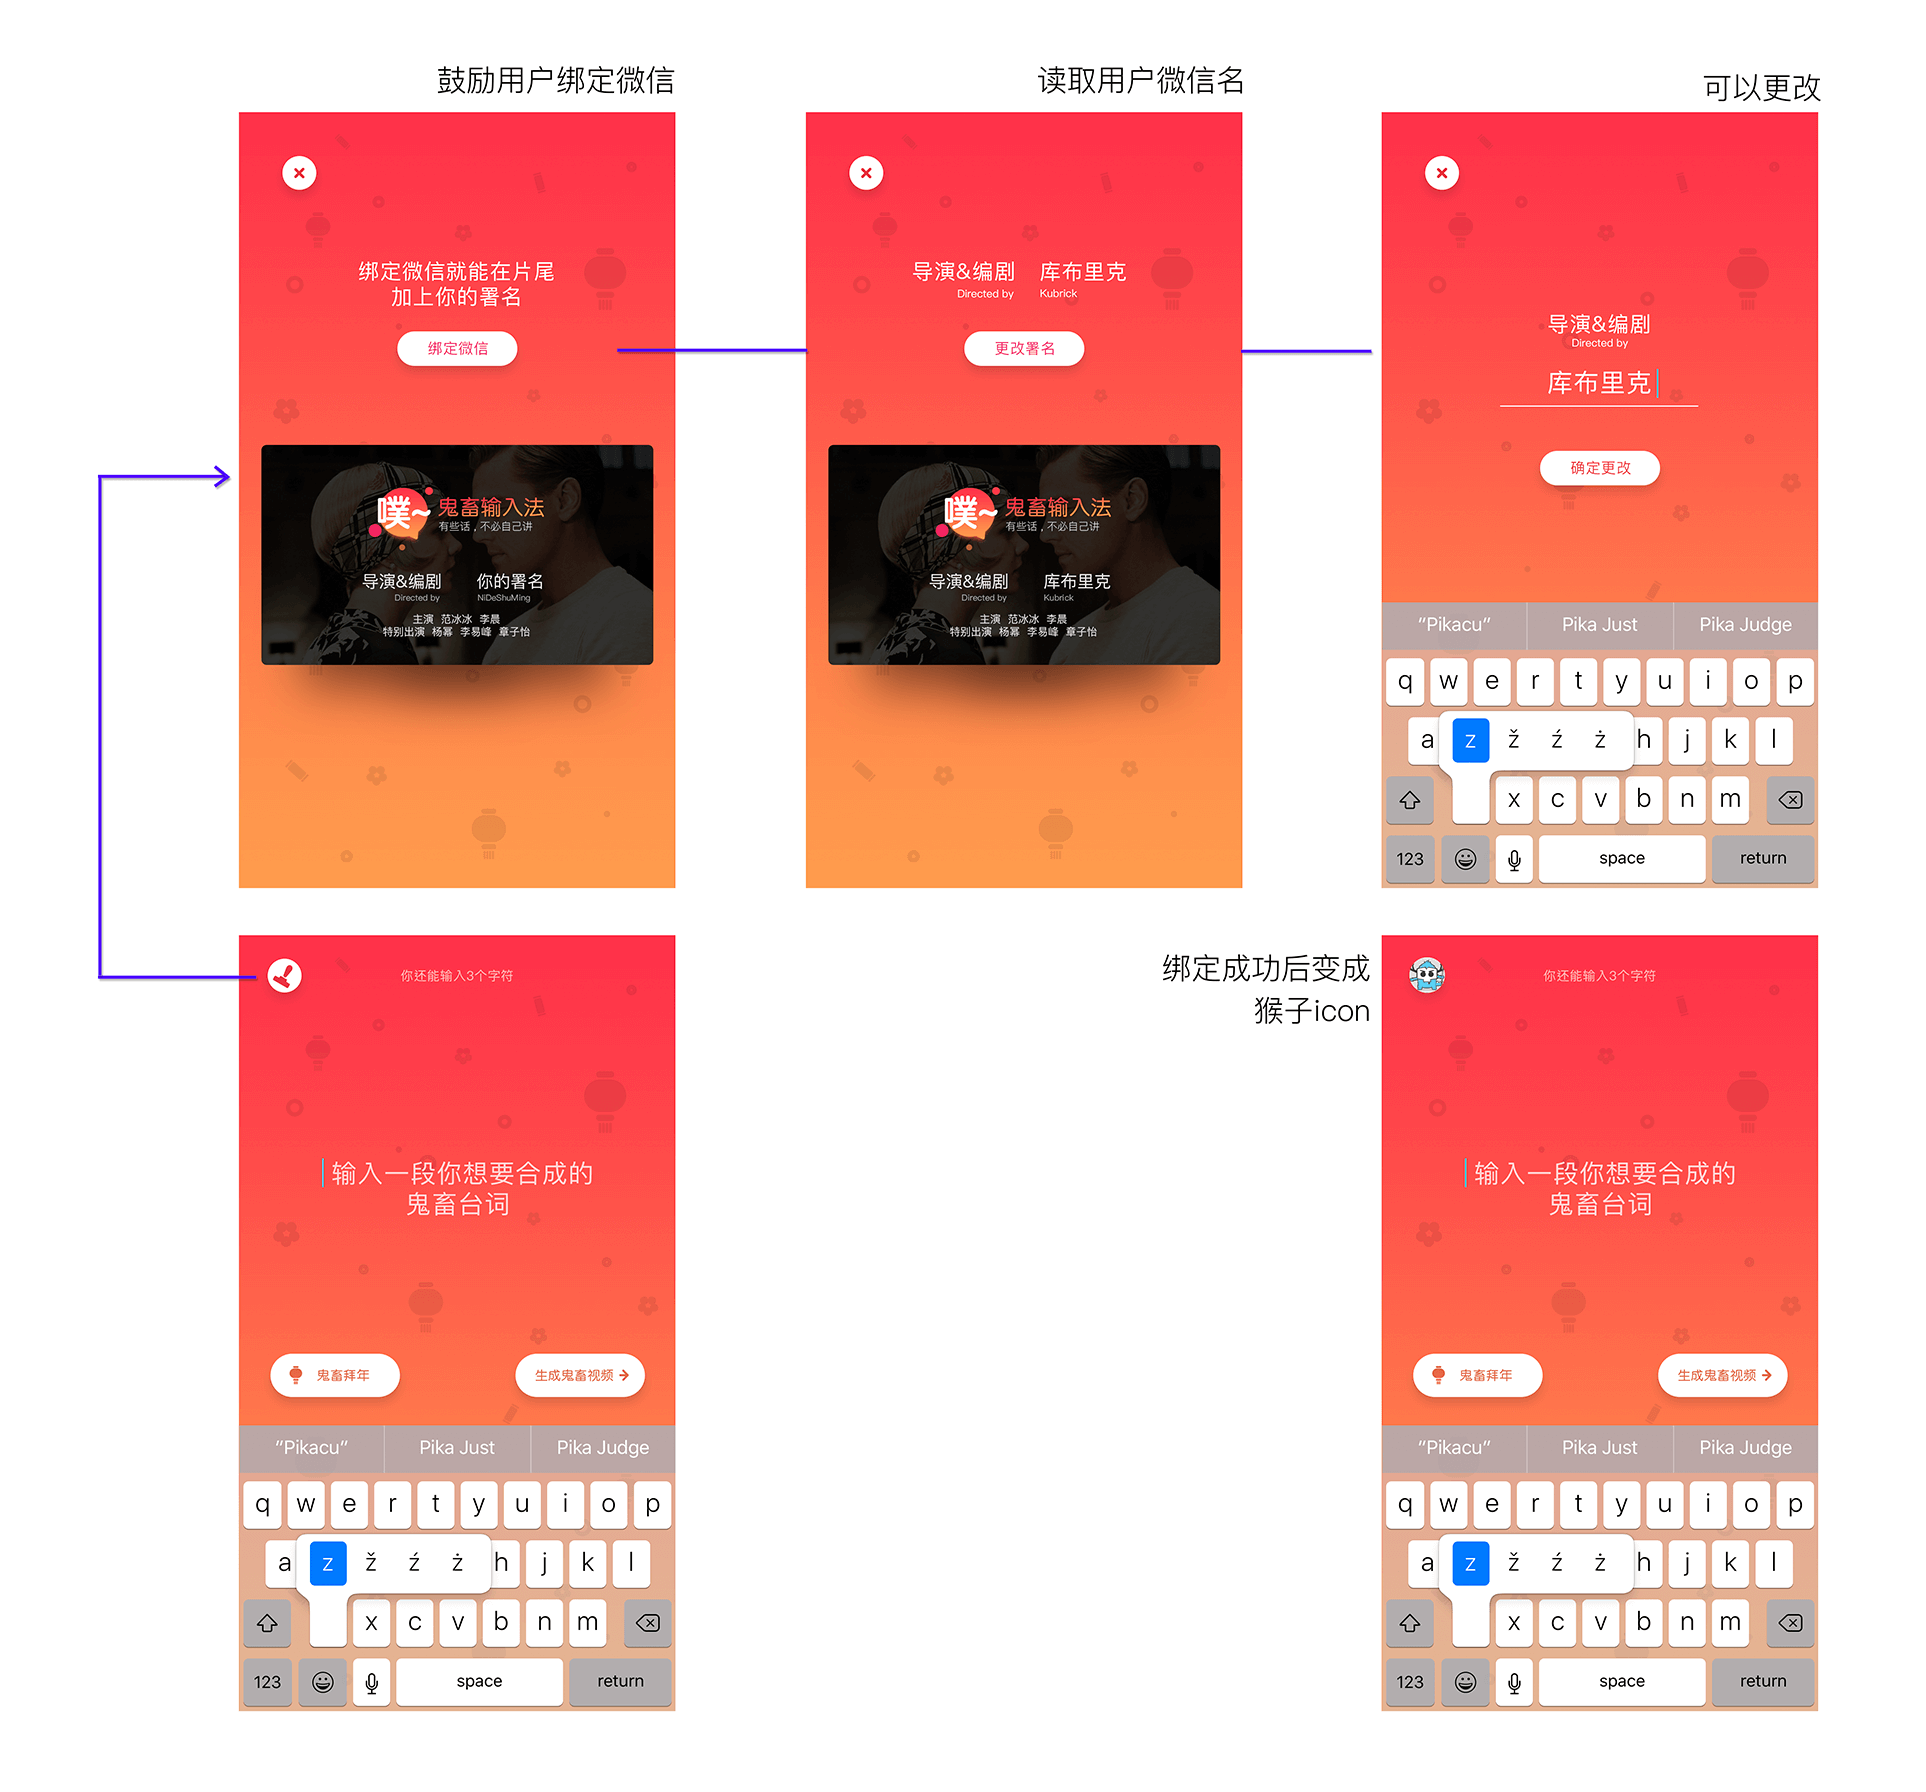 鼓励用户绑定微信
绑定微信就能在片尾
加上你的署名
绑定微信
噗~
鬼畜输入法
有些话，不必自己讲
导演&编剧 你的署名
Directed by NiDeShuMing
主演 范冰冰 李晨
特别出演 杨幂 李易峰 章子怡
读取用户微信名
导演&编剧 库布里克
Directed by Kubrick
更改署名
噗~
鬼畜输入法
有些话，不必自己讲
导演&编剧 库布里克
Directed by Kubrick
主演 范冰冰 李晨
特别出演 杨幂 李易峰 章子怡
可以更改
导演&编剧
Directed by
库布里克
确定更改
“Pikacu” Pika Just Pika Judge
q w e r t y u i o p
a z ž ź ż h j k l
x c v b n m
123 space return
你还能输入3个字符
输入一段你想要合成的
鬼畜台词
鬼畜拜年 生成鬼畜视频
“Pikacu” Pika Just Pika Judge
q w e r t y u i o p
a z ž ź ż h j k l
x c v b n m
123 space return
绑定成功后变成
猴子icon
你还能输入3个字符
输入一段你想要合成的
鬼畜台词
鬼畜拜年 生成鬼畜视频
“Pikacu” Pika Just Pika Judge
q w e r t y u i o p
a z ž ź ż h j k l
x c v b n m
123 space return